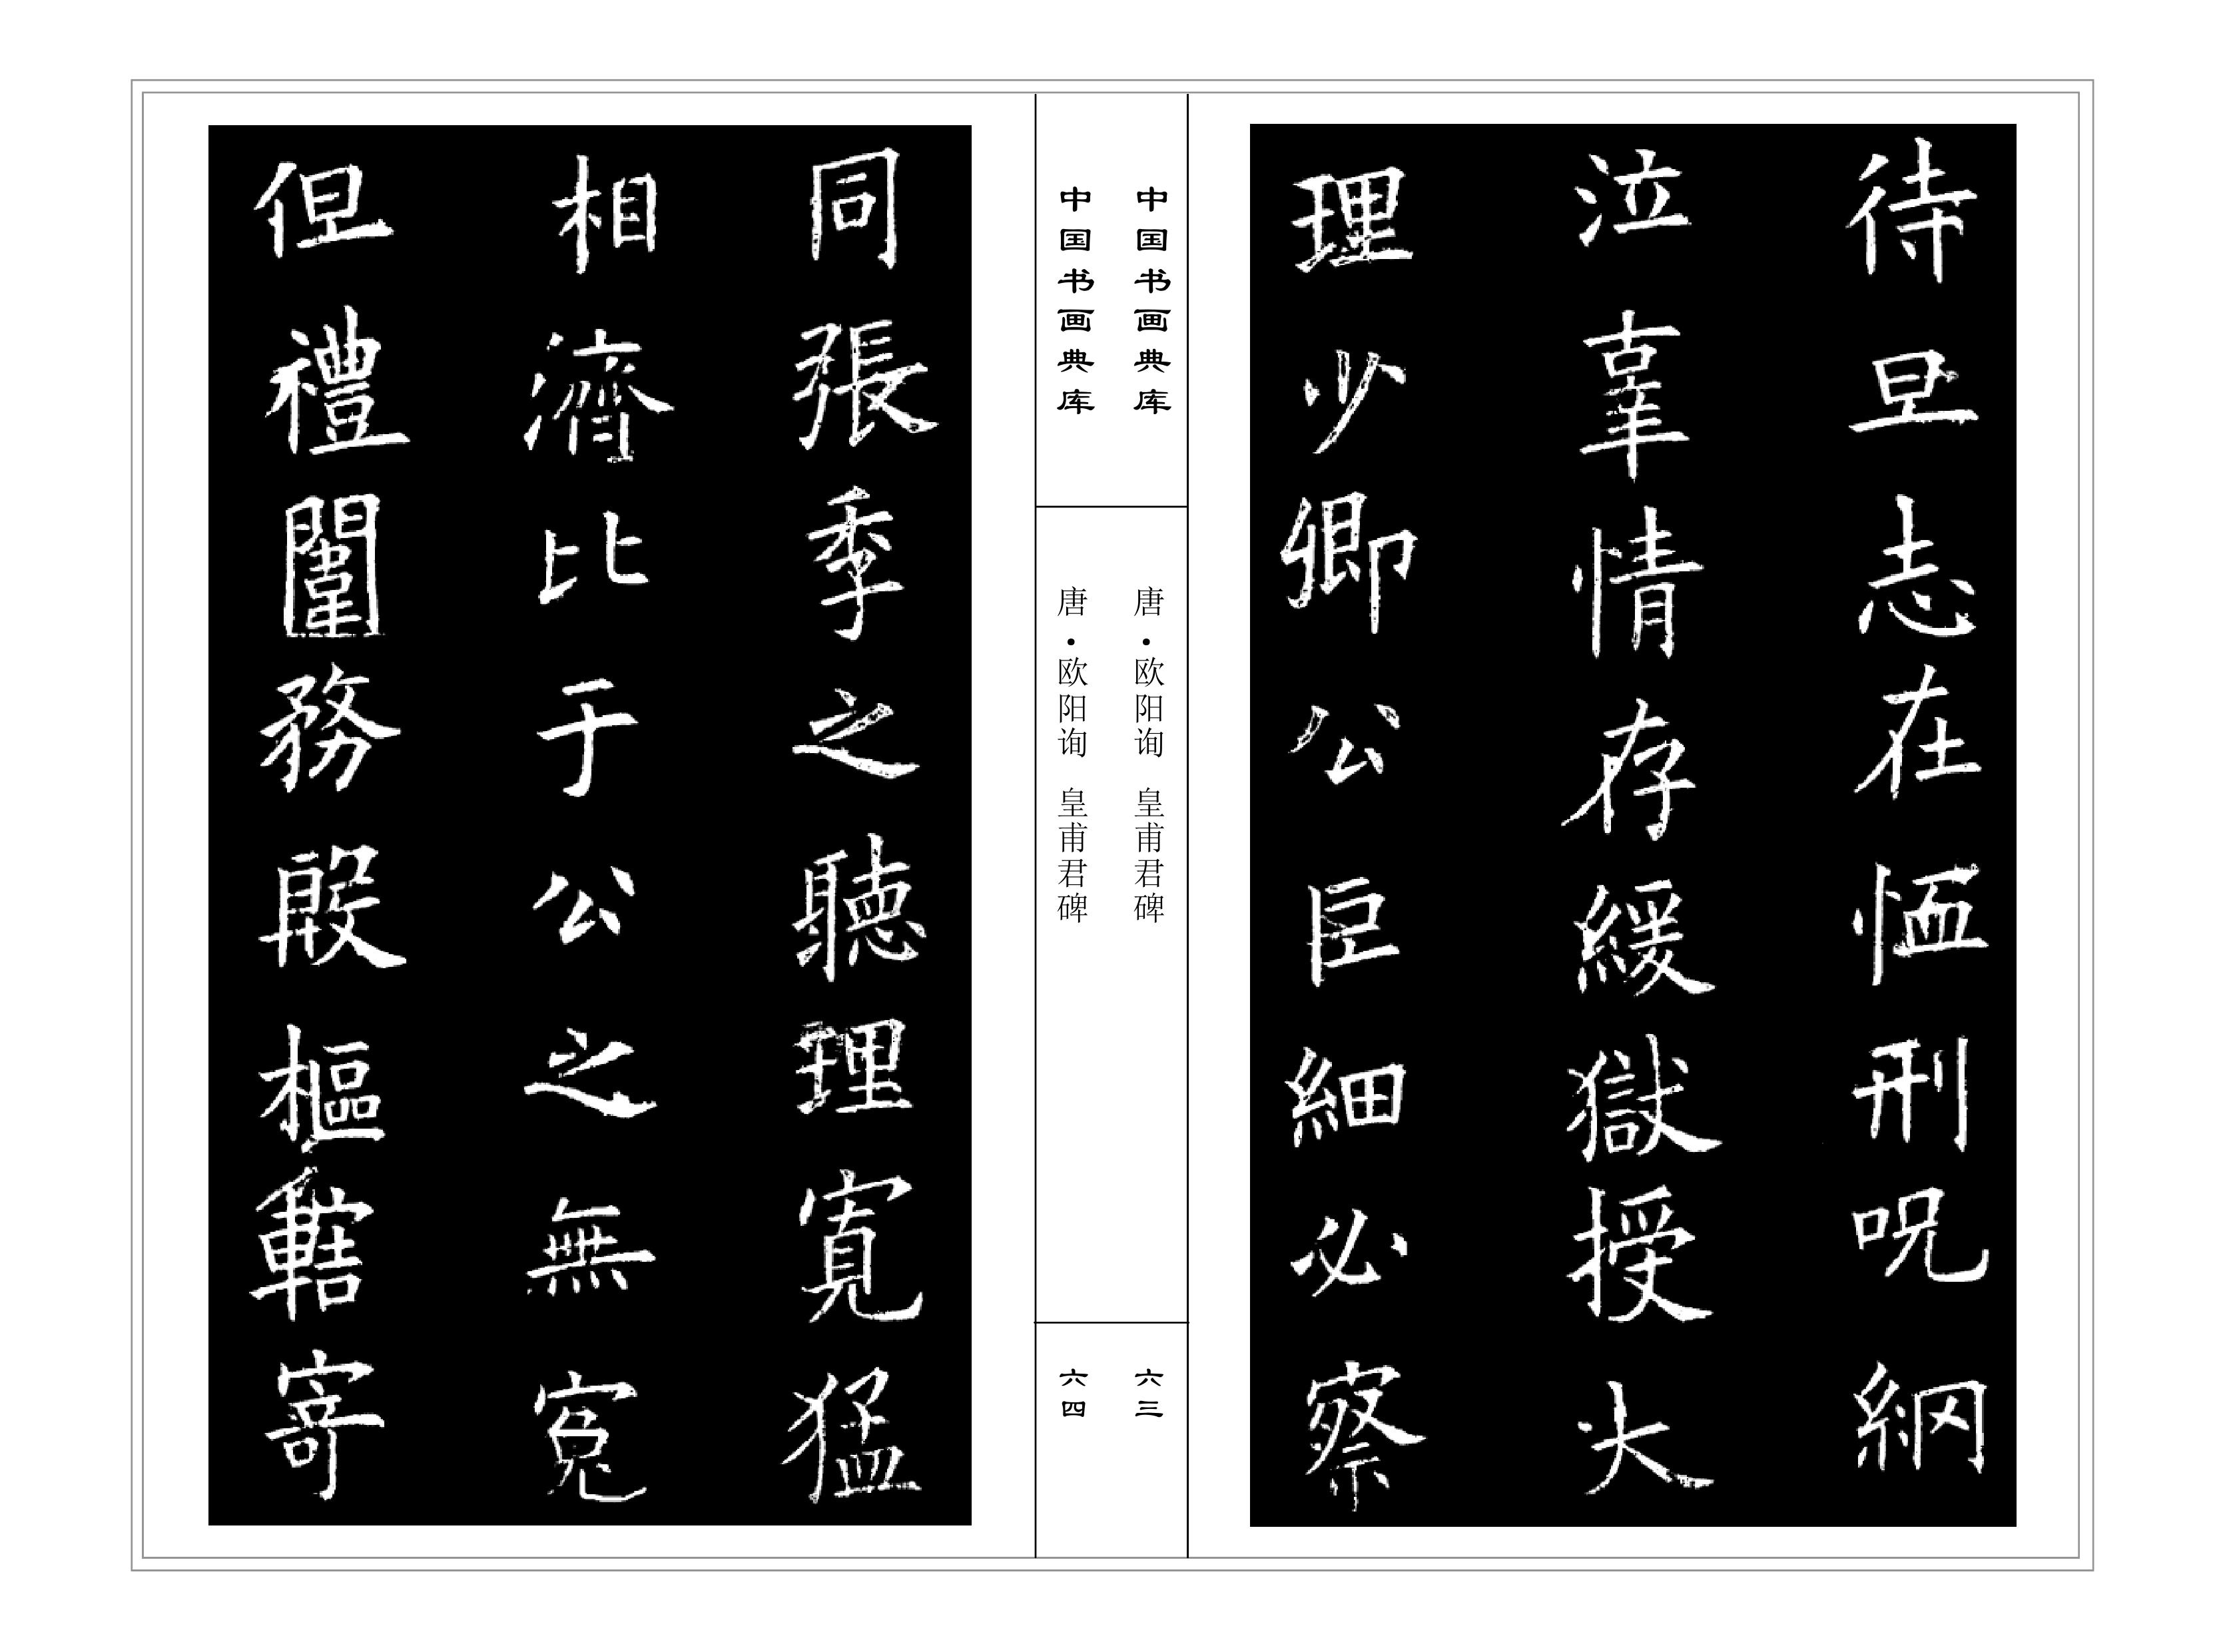 待旦志在恤刑呪網
泣辜情存緩獄授大
理少卿公巨細必察
中国书画典库
唐·欧阳询 皇甫君碑
六三
中国书画典库
唐·欧阳询 皇甫君碑
六四
同張季之聽理寬猛
相濟比于公之無寃
但禮闈務殷樞轄寄